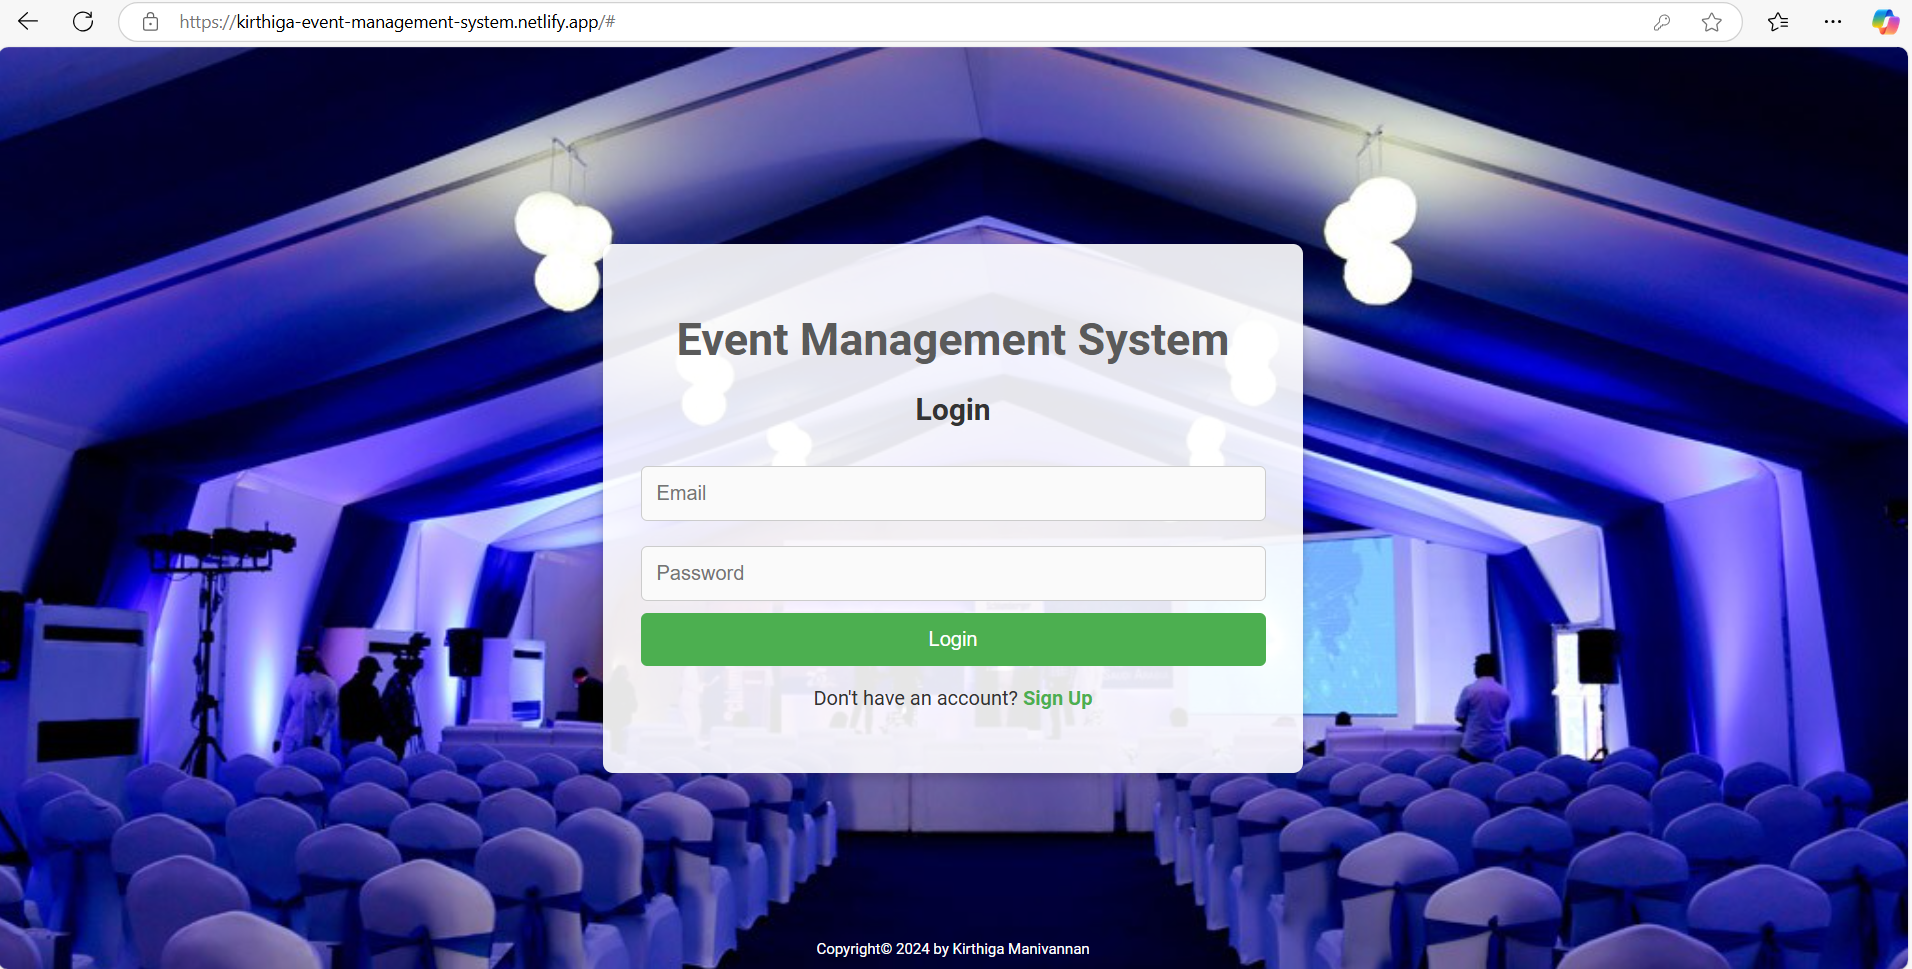 https://kirthiga-event-management-system.netlify.app/#
Event Management System
Login
Email
Password
Login
Don't have an account? Sign Up
Copyright© 2024 by Kirthiga Manivannan